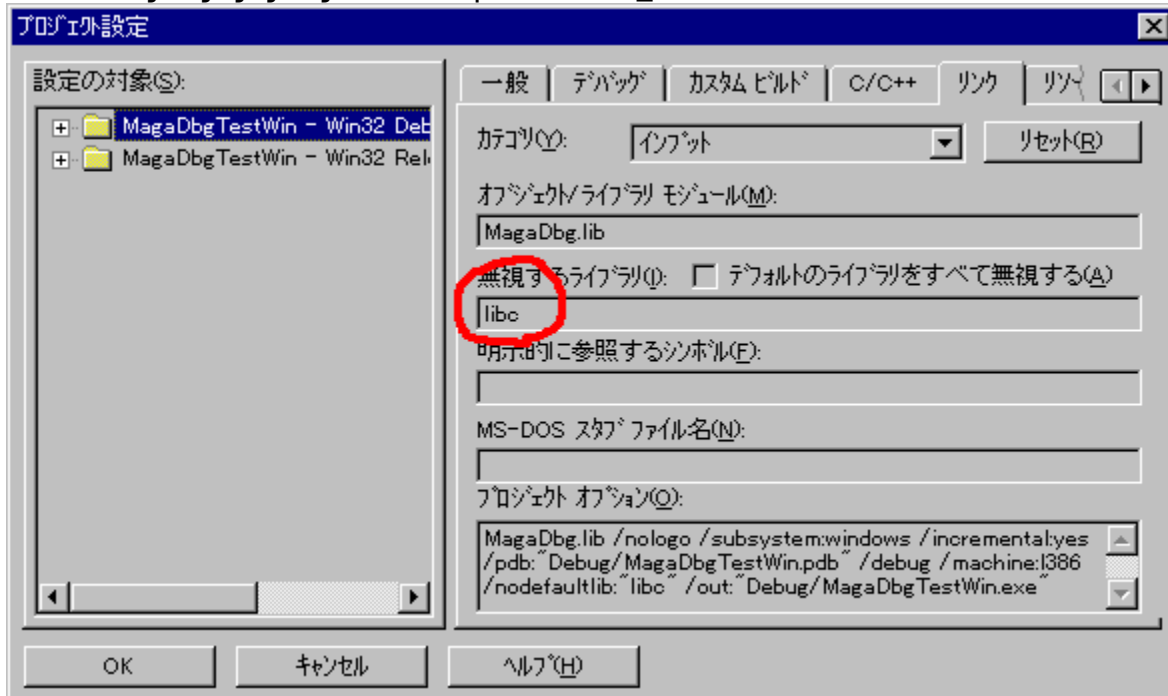 プロジェクト設定
設定の対象(S):
MagaDbgTestWin - Win32 Deb
MagaDbgTestWin - Win32 Rel
一般
デバッグ
カスタム ビルド
C/C++
リンク
リソー
カテゴリ(Y):
インプット
リセット(R)
オブジェクト/ライブラリ モジュール(M):
MagaDbg.lib
無視するライブラリ(I):
デフォルトのライブラリをすべて無視する(A)
libc
明示的に参照するシンボル(F):
MS-DOS スタブ ファイル名(N):
プロジェクト オプション(O):
MagaDbg.lib /nologo /subsystem:windows /incremental:yes
/pdb:"Debug/MagaDbgTestWin.pdb" /debug /machine:I386
/nodefaultlib:"libc" /out:"Debug/MagaDbgTestWin.exe"
OK
キャンセル
ヘルプ(H)